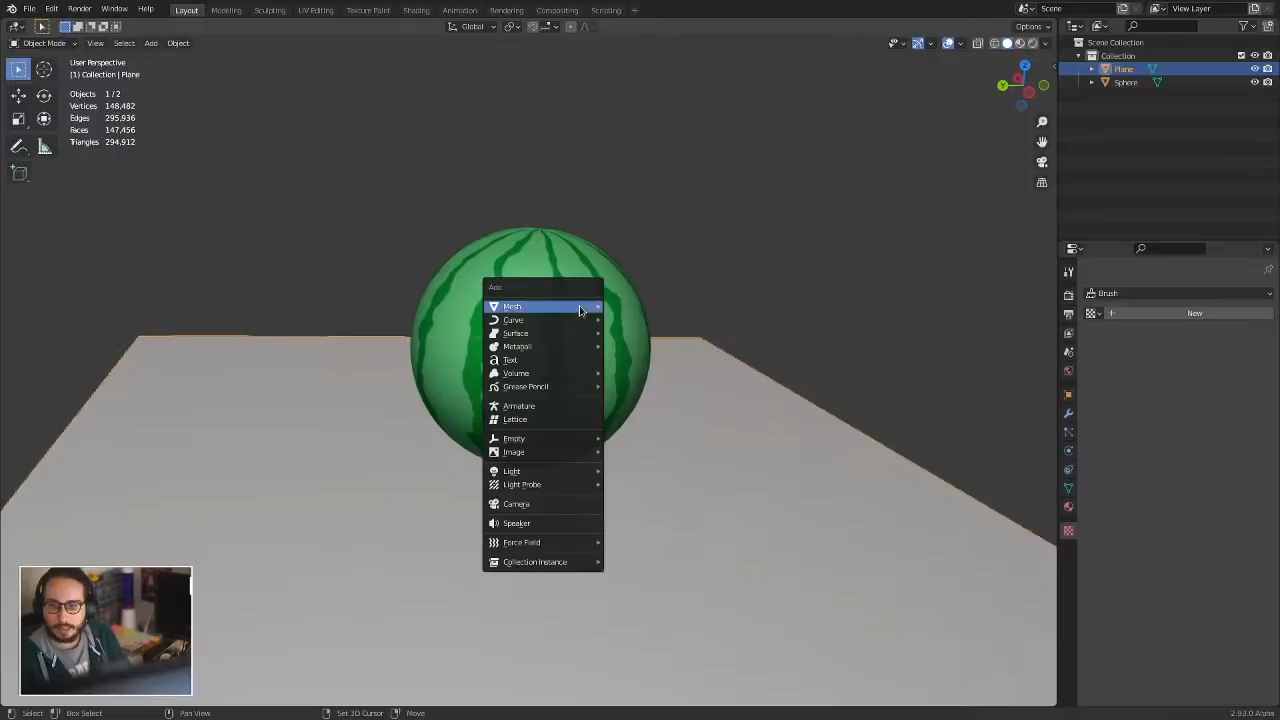 File Edit Render Window Help Layout Modeling Sculpting UV Editing Texture Paint Shading Animation Rendering Compositing Scripting + Scene View Layer
Global Options
Object Mode View Select Add Object
Scene Collection
Collection
Plane
Sphere
User Perspective
(1) Collection | Plane
Objects 1/2
Vertices 148,482
Edges 295,936
Faces 147,456
Triangles 294,912
Z
Y
Add
Mesh
Curve
Surface
Metaball
Text
Volume
Grease Pencil
Armature
Lattice
Empty
Image
Light
Light Probe
Camera
Speaker
Force Field
Collection Instance
Brush
New
Select Box Select Pan View Set 3D Cursor Move 2.93.0 Alpha